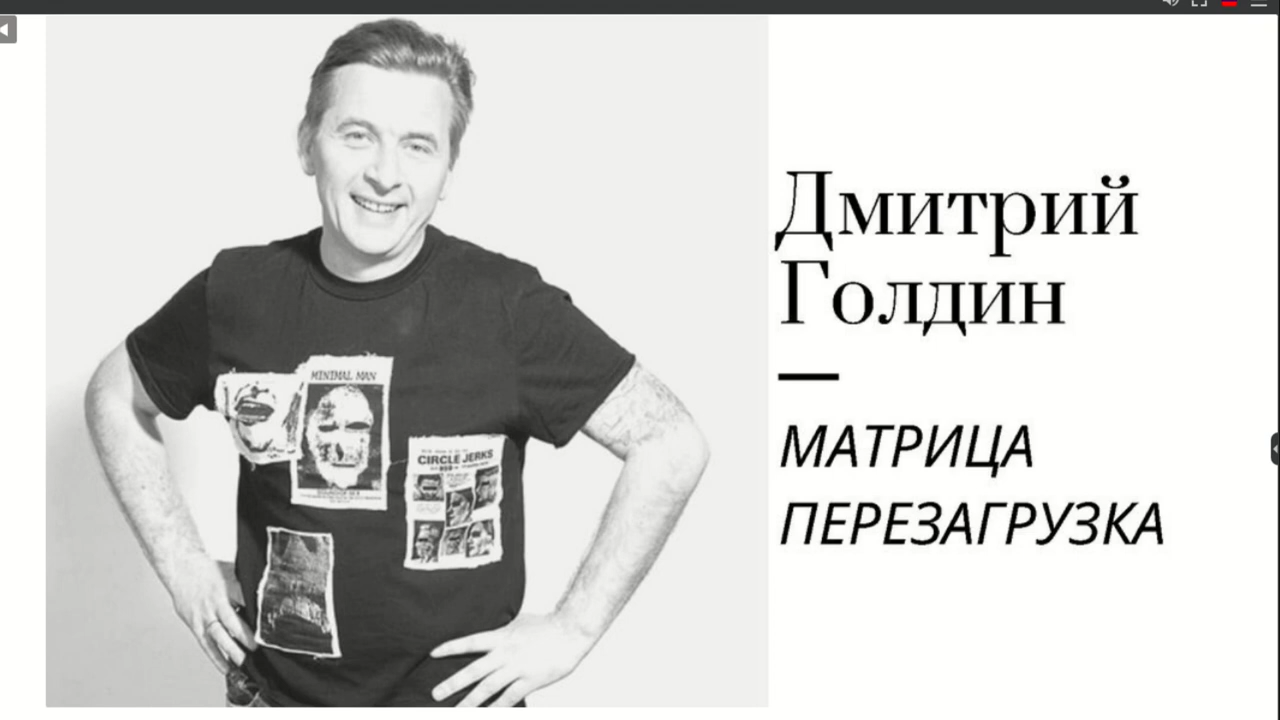 Дмитрий
Голдин
МАТРИЦА
ПЕРЕЗАГРУЗКА
MINIMAL MAN
CIRCLE JERKS